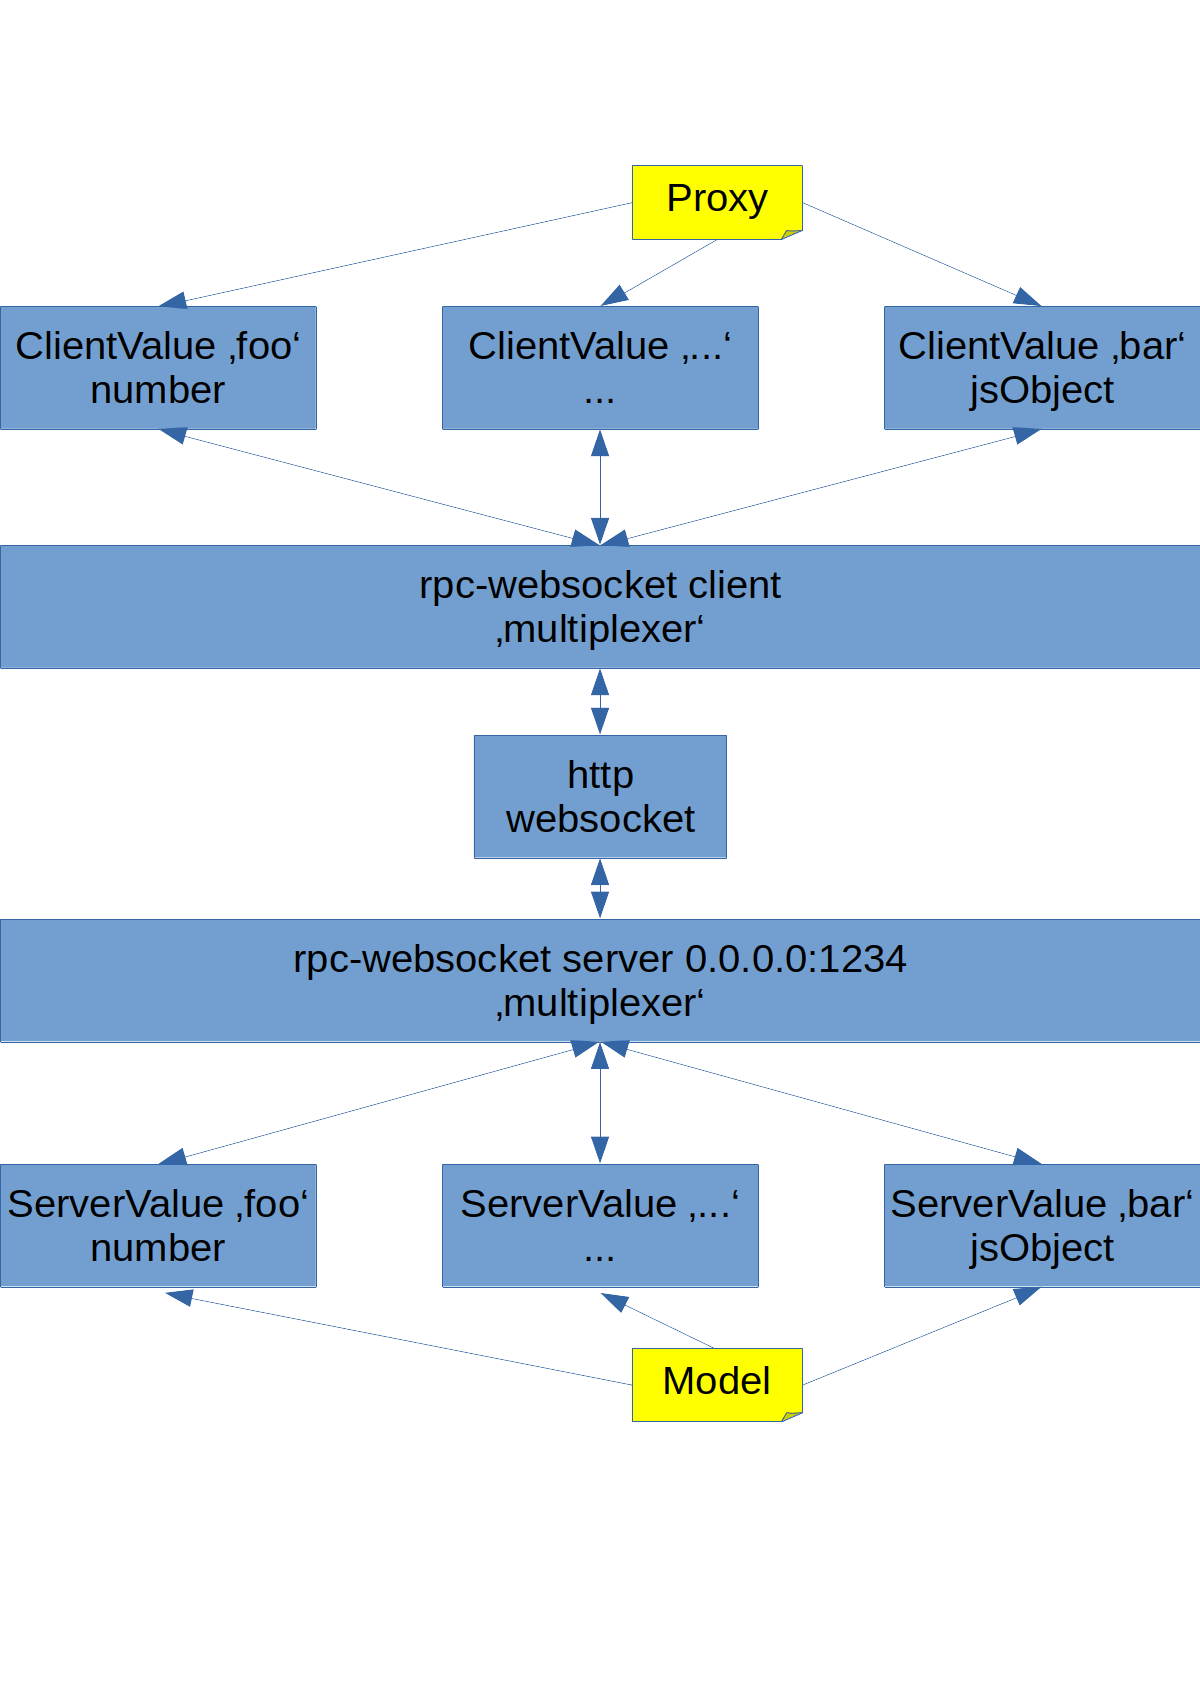 Proxy
ClientValue ‚foo‘
number
ClientValue ‚...‘
...
ClientValue ‚bar‘
jsObject
rpc-websocket client
‚multiplexer‘
http
websocket
rpc-websocket server 0.0.0.0:1234
‚multiplexer‘
ServerValue ‚foo‘
number
ServerValue ‚...‘
...
ServerValue ‚bar‘
jsObject
Model